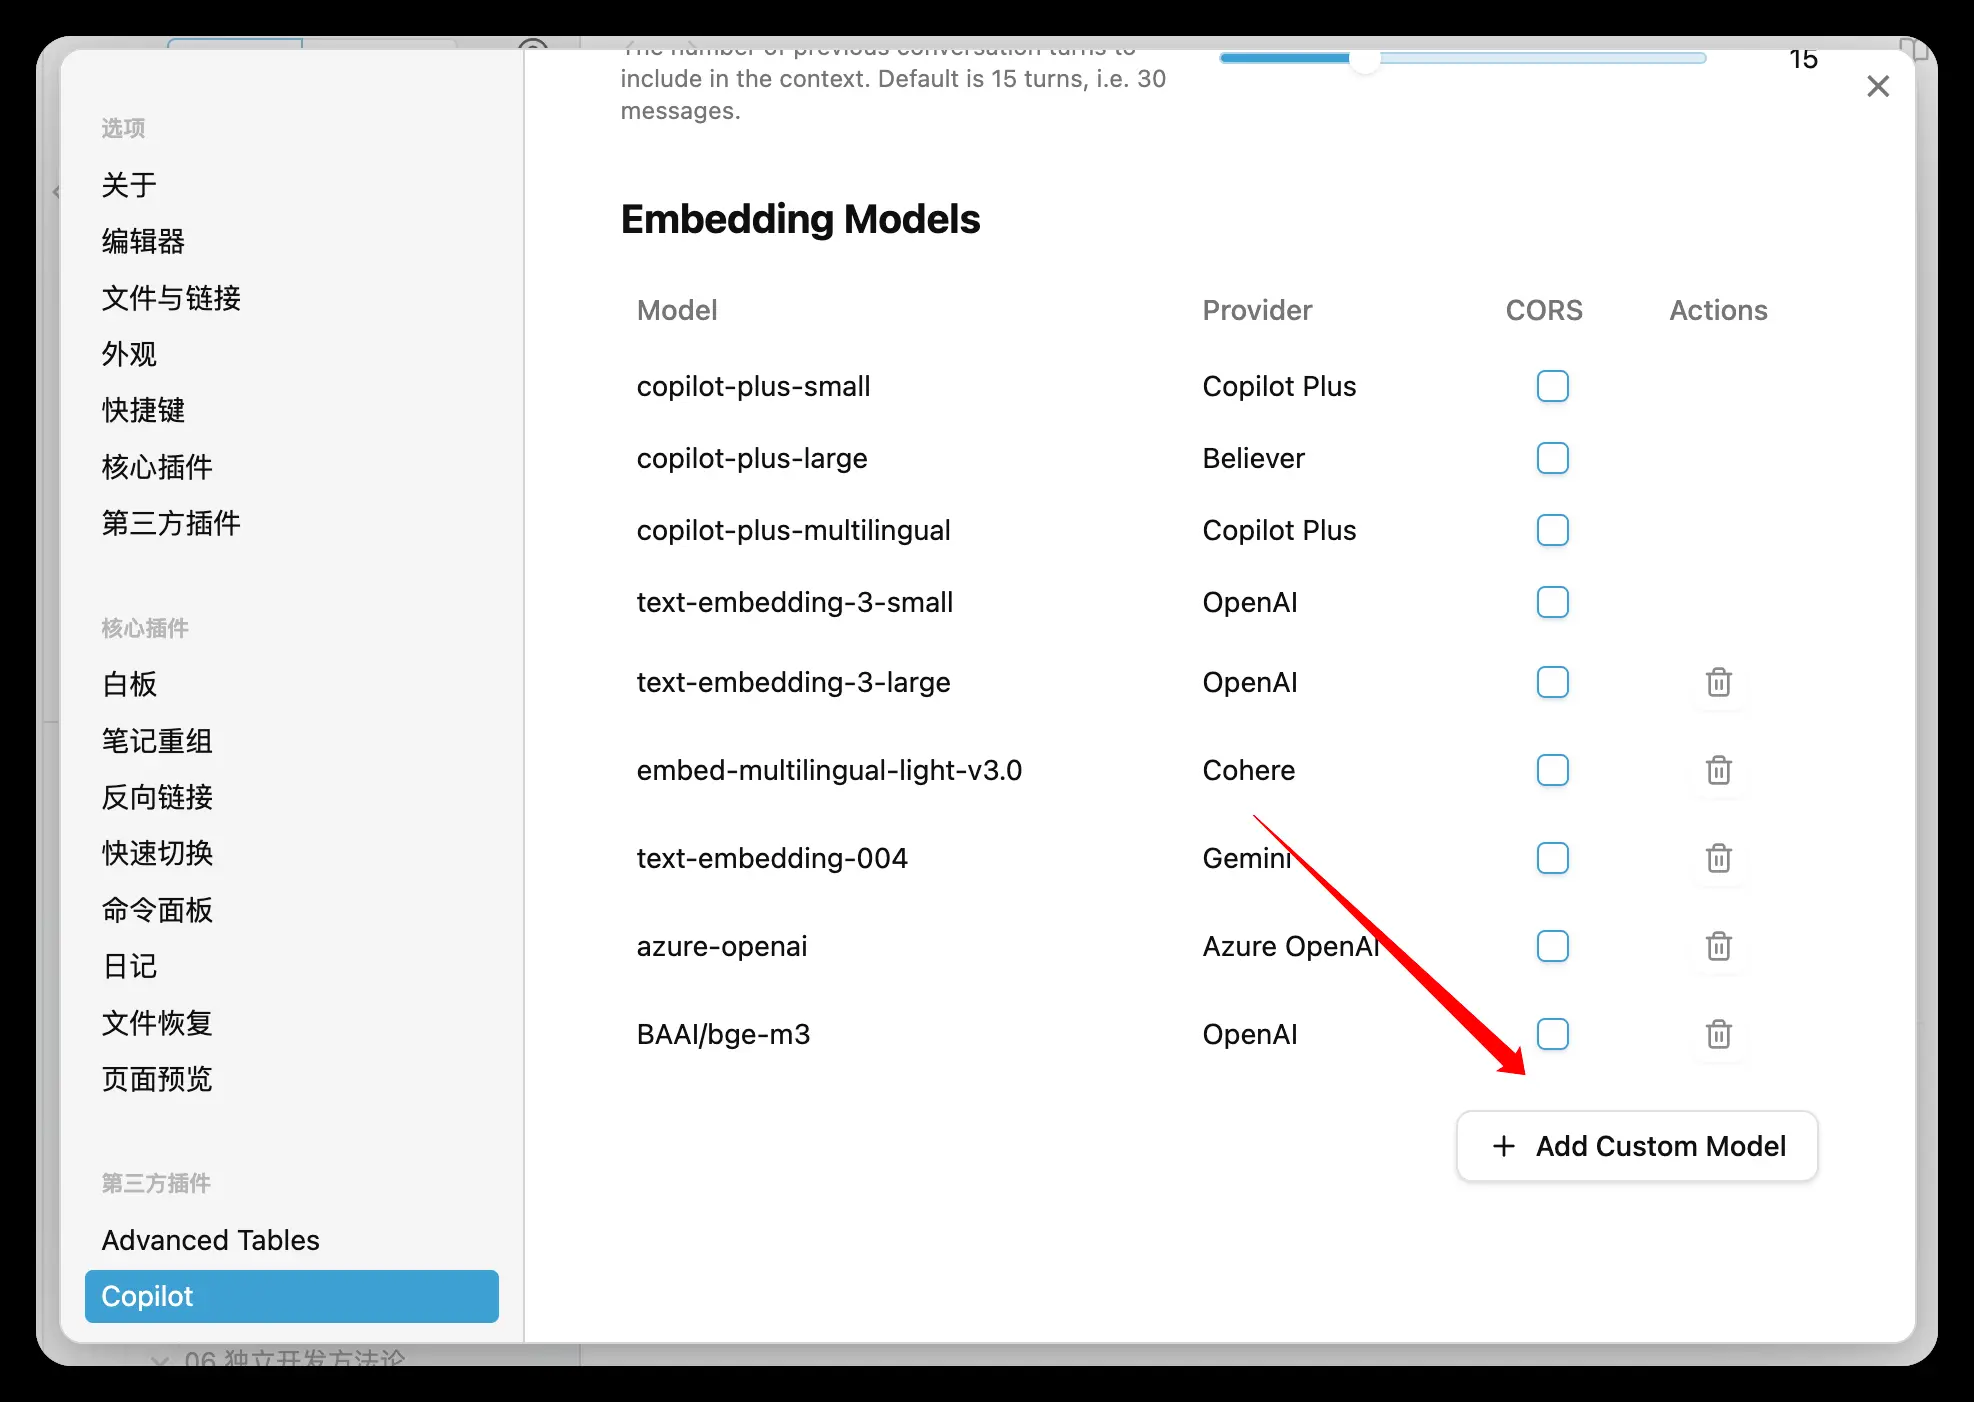 选项
关于
编辑器
文件与链接
外观
快捷键
核心插件
第三方插件
核心插件
白板
笔记重组
反向链接
快速切换
命令面板
日记
文件恢复
页面预览
第三方插件
Advanced Tables
Copilot
The number of previous conversation turns to
include in the context. Default is 15 turns, i.e. 30
messages.
15
Embedding Models
Model Provider CORS Actions
copilot-plus-small Copilot Plus
copilot-plus-large Believer
copilot-plus-multilingual Copilot Plus
text-embedding-3-small OpenAI
text-embedding-3-large OpenAI
embed-multilingual-light-v3.0 Cohere
text-embedding-004 Gemini
azure-openai Azure OpenAI
BAAI/bge-m3 OpenAI
+ Add Custom Model
06 独立开发方法论